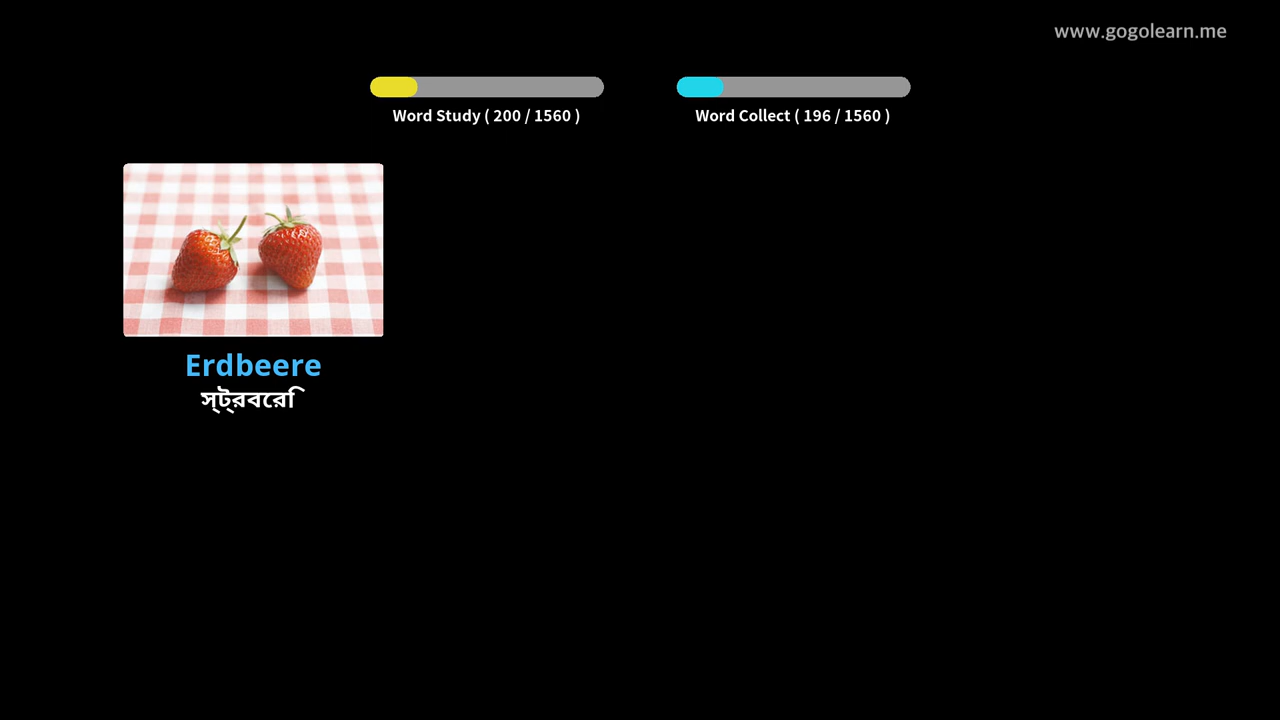 www.gogolearn.me
Word Study ( 200 / 1560 )
Word Collect ( 196 / 1560 )
Erdbeere
স্ট্রবেরি